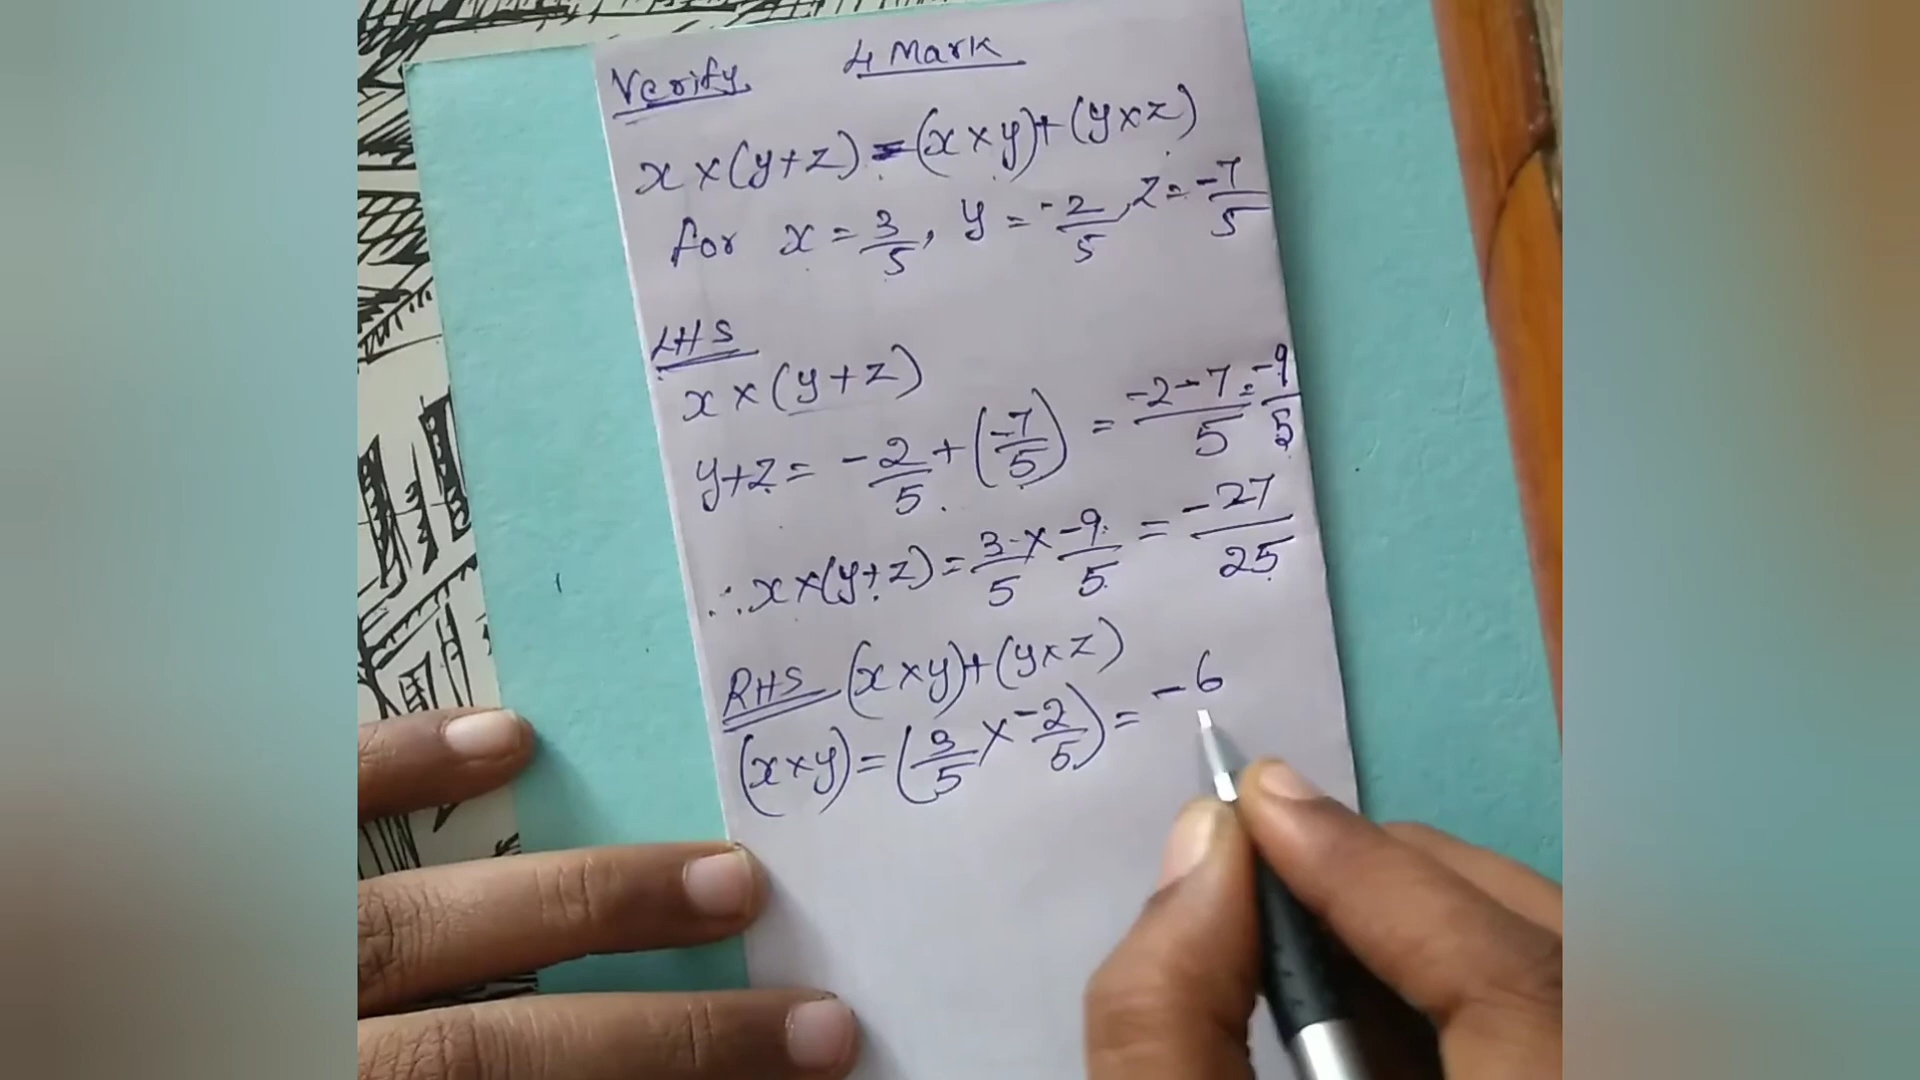 Verify 4 Mark
x × (y+z) = (x × y) + (y × z)
for x = 3/5, y = -2/5, z = -7/5
LHS
x × (y+z)
y+z = -2/5 + (-7/5) = -2-7/5 = -9/5
∴ x × (y+z) = 3/5 × -9/5 = -27/25
RHS (x × y) + (y × z)
(x × y) = (3/5 × -2/5) = -6